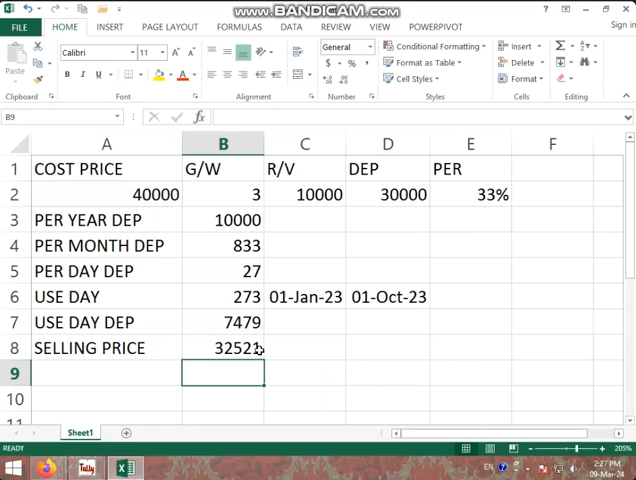 WWW.BANDICAM.COM
Sign in
FILE HOME INSERT PAGE LAYOUT FORMULAS DATA REVIEW VIEW POWERPIVOT
Paste
Calibri 11
B I U
General
$ % ,
Conditional Formatting
Format as Table
Cell Styles
Insert
Delete
Format
Editing
Clipboard Font Alignment Number Styles Cells
B9 fx
A B C D E F
1 COST PRICE G/W R/V DEP PER
2 40000 3 10000 30000 33%
3 PER YEAR DEP 10000
4 PER MONTH DEP 833
5 PER DAY DEP 27
6 USE DAY 273 01-Jan-23 01-Oct-23
7 USE DAY DEP 7479
8 SELLING PRICE 32521
9
10
11
Sheet1
READY 205%
Tally
EN 2:27 PM
09-Mar-24